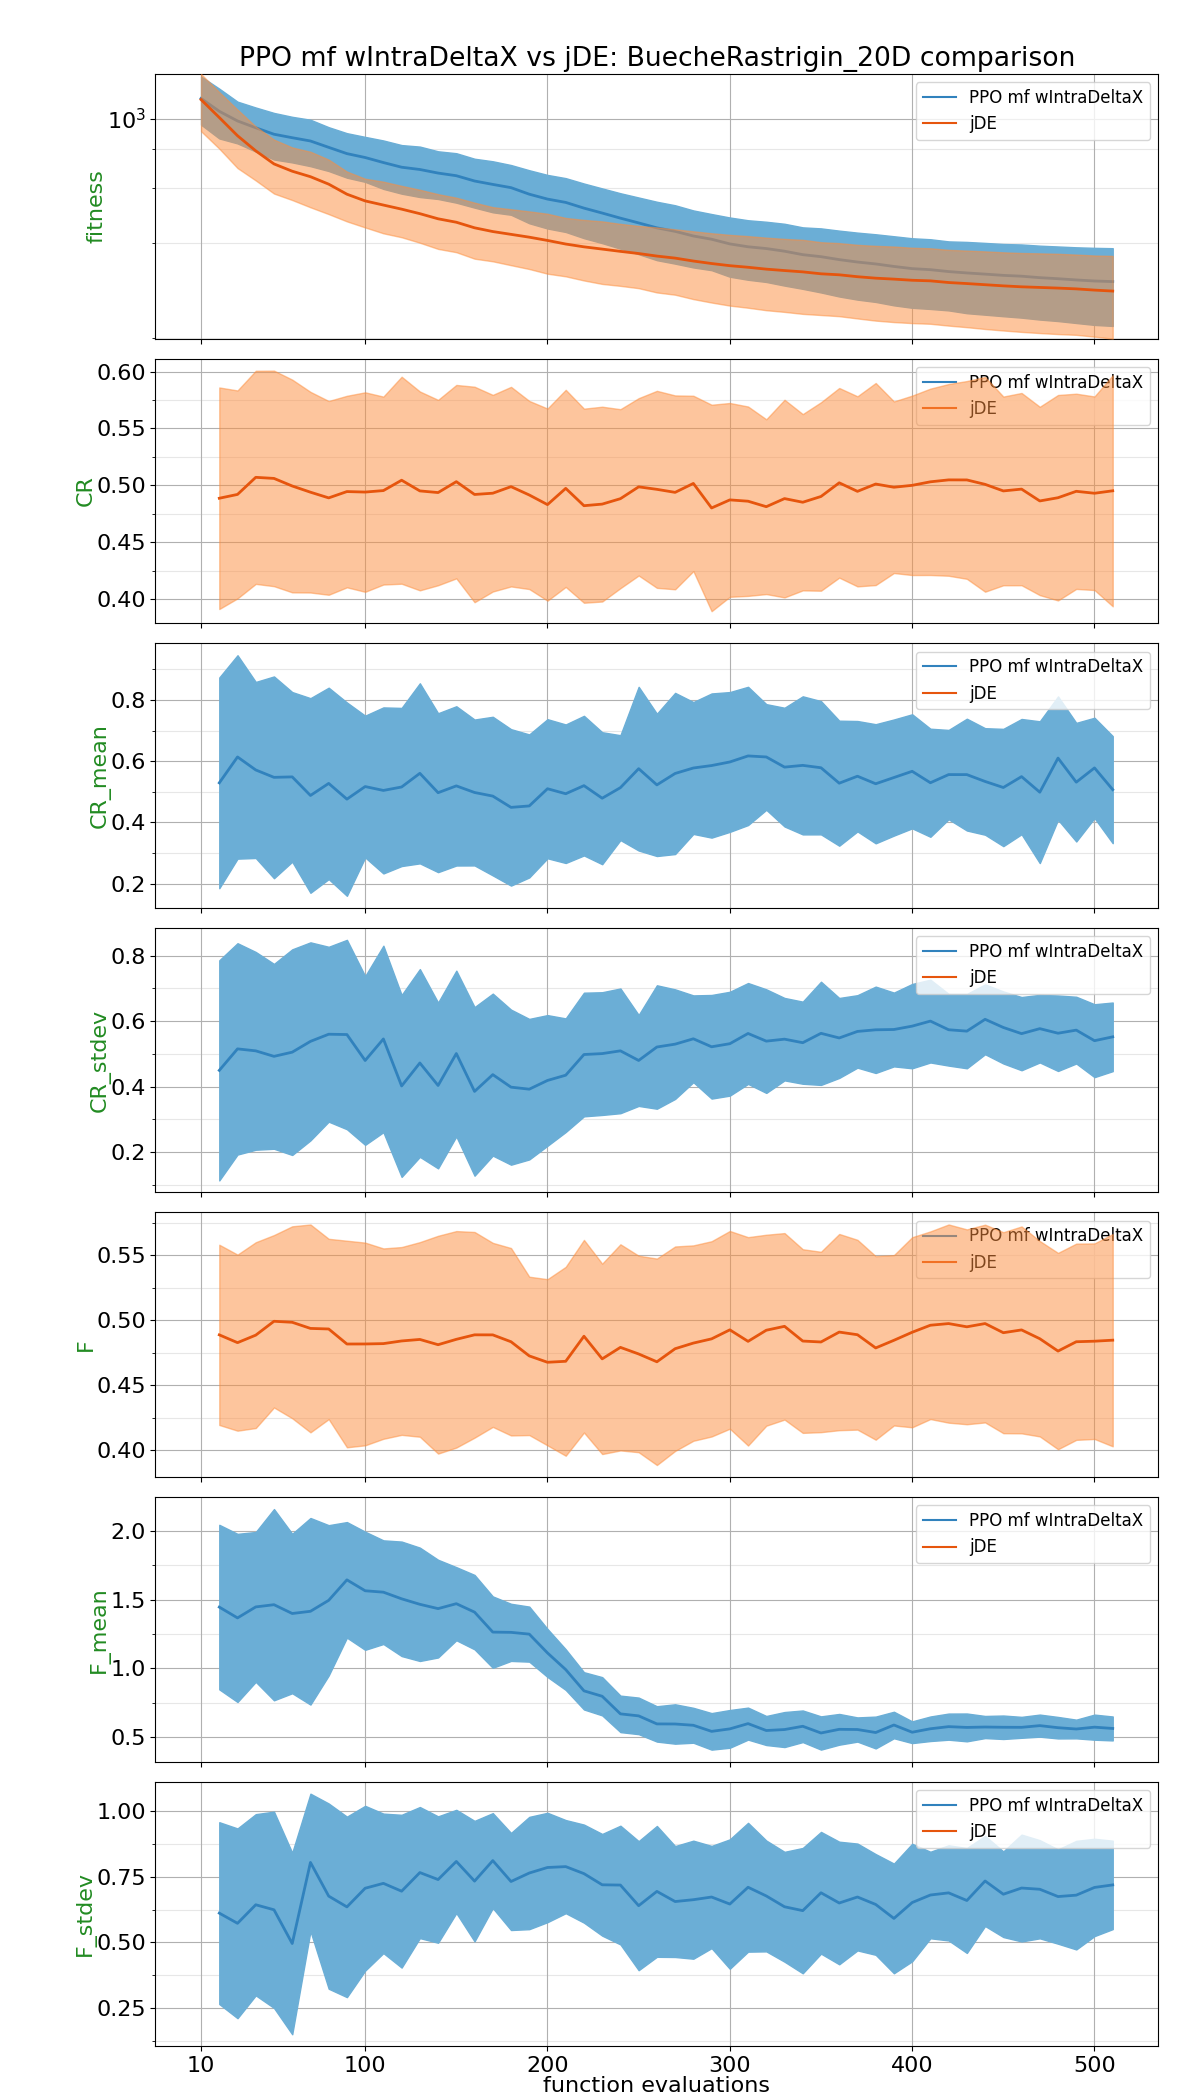 PPO mf wIntraDeltaX vs jDE: BuecheRastrigin_20D comparison
10³
fitness
PPO mf wIntraDeltaX
jDE
0.60
0.55
0.50
0.45
0.40
CR
PPO mf wIntraDeltaX
jDE
0.8
0.6
0.4
0.2
CR_mean
PPO mf wIntraDeltaX
jDE
0.8
0.6
0.4
0.2
CR_stdev
PPO mf wIntraDeltaX
jDE
0.55
0.50
0.45
0.40
F
PPO mf wIntraDeltaX
jDE
2.0
1.5
1.0
0.5
F_mean
PPO mf wIntraDeltaX
jDE
1.00
0.75
0.50
0.25
F_stdev
PPO mf wIntraDeltaX
jDE
10 100 200 300 400 500
function evaluations